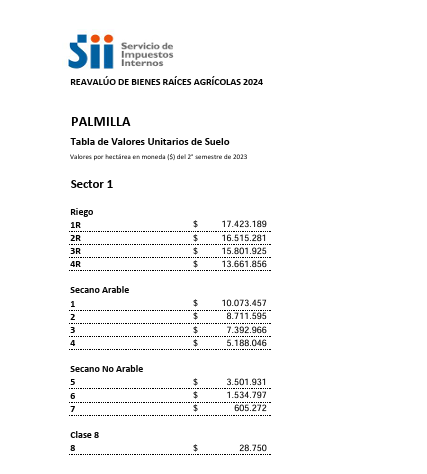 Sii Servicio de
Impuestos
Internos
REAVALÚO DE BIENES RAÍCES AGRÍCOLAS 2024
PALMILLA
Tabla de Valores Unitarios de Suelo
Valores por hectárea en moneda ($) del 2° semestre de 2023
Sector 1
Riego
1R $ 17.423.189
2R $ 16.515.281
3R $ 15.801.925
4R $ 13.661.856
Secano Arable
1 $ 10.073.457
2 $ 8.711.595
3 $ 7.392.966
4 $ 5.188.046
Secano No Arable
5 $ 3.501.931
6 $ 1.534.797
7 $ 605.272
Clase 8
8 $ 28.750